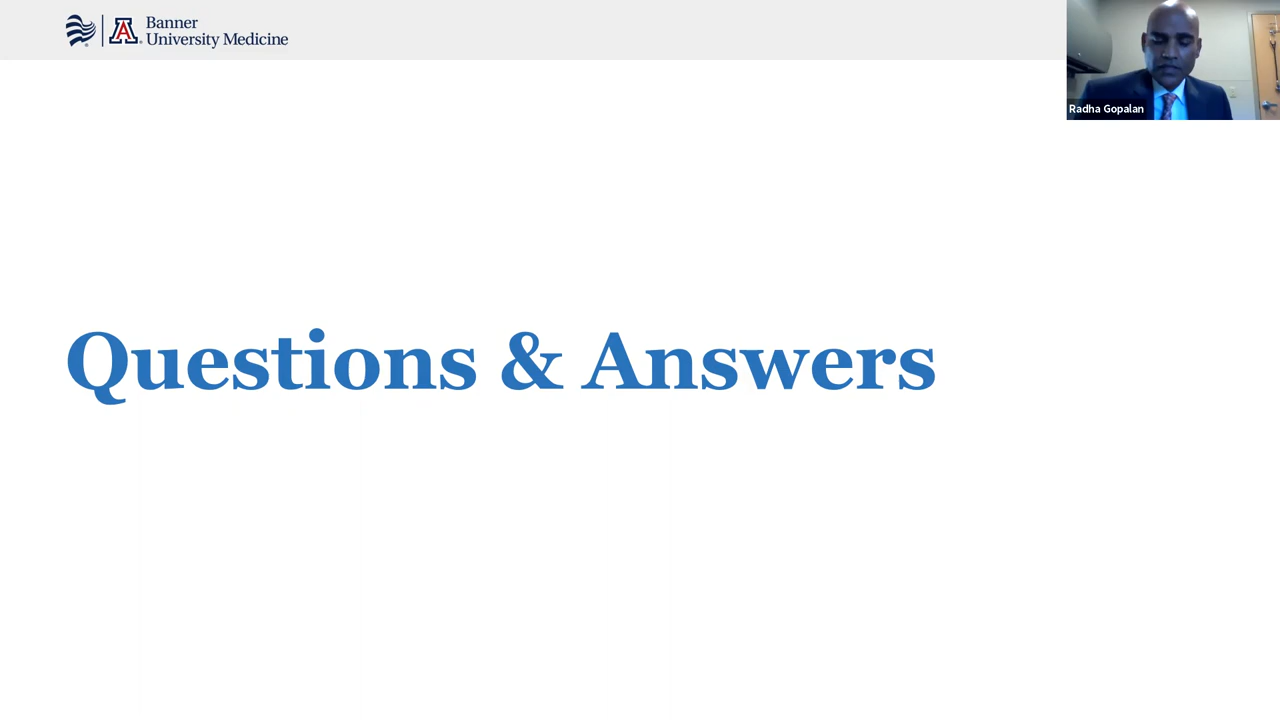 Banner
University Medicine
Radha Gopalan
Questions & Answers